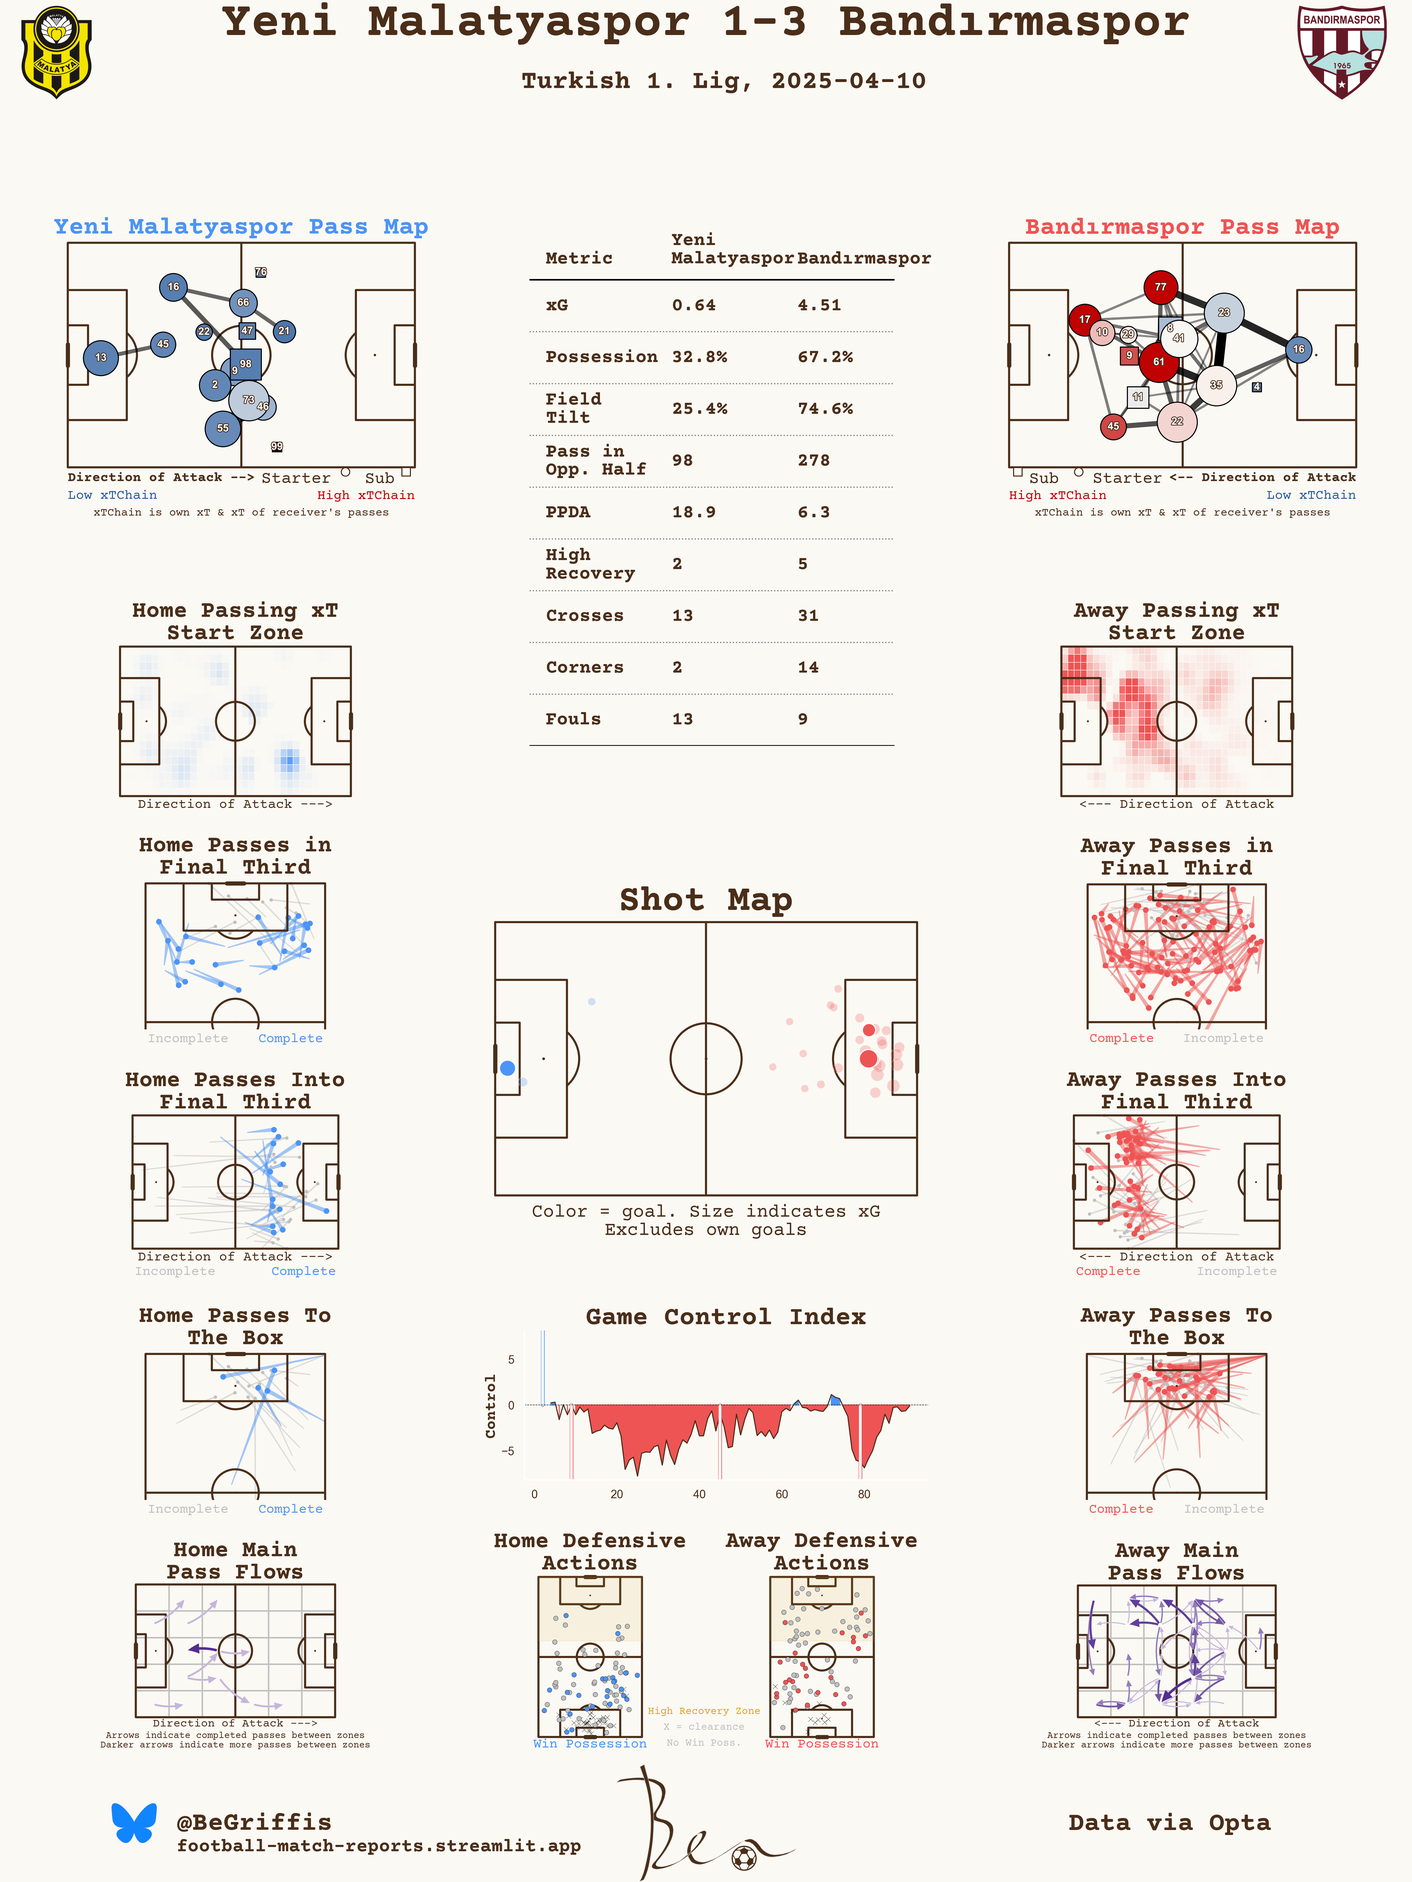 Yeni Malatyaspor 1-3 Bandırmaspor
Turkish 1. Lig, 2025-04-10
MALATYA
BANDIRMASPOR
1965
Yeni Malatyaspor Pass Map
76
16
66
22
47
21
45
13
98
9
2
73
46
55
99
Direction of Attack --> Starter Sub
Low xTChain High xTChain
xTChain is own xT & xT of receiver's passes
Metric Yeni Malatyaspor Bandırmaspor
xG 0.64 4.51
Possession 32.8% 67.2%
Field Tilt 25.4% 74.6%
Pass in Opp. Half 98 278
PPDA 18.9 6.3
High Recovery 2 5
Crosses 13 31
Corners 2 14
Fouls 13 9
Bandırmaspor Pass Map
77
23
17
10
29
8
41
16
9
61
35
4
11
45
22
Sub Starter <-- Direction of Attack
High xTChain Low xTChain
xTChain is own xT & xT of receiver's passes
Home Passing xT
Start Zone
Direction of Attack --->
Away Passing xT
Start Zone
<--- Direction of Attack
Home Passes in
Final Third
Incomplete Complete
Away Passes in
Final Third
Complete Incomplete
Shot Map
Color = goal. Size indicates xG
Excludes own goals
Home Passes Into
Final Third
Direction of Attack --->
Incomplete Complete
Away Passes Into
Final Third
<--- Direction of Attack
Complete Incomplete
Home Passes To
The Box
Incomplete Complete
Game Control Index
Control
5
0
−5
0 20 40 60 80
Away Passes To
The Box
Complete Incomplete
Home Main
Pass Flows
Direction of Attack --->
Arrows indicate completed passes between zones
Darker arrows indicate more passes between zones
Home Defensive
Actions
Win Possession
Away Defensive
Actions
Win Possession
High Recovery Zone
X = clearance
No Win Poss.
Away Main
Pass Flows
<--- Direction of Attack
Arrows indicate completed passes between zones
Darker arrows indicate more passes between zones
@BeGriffis
football-match-reports.streamlit.app
Ben
Data via Opta